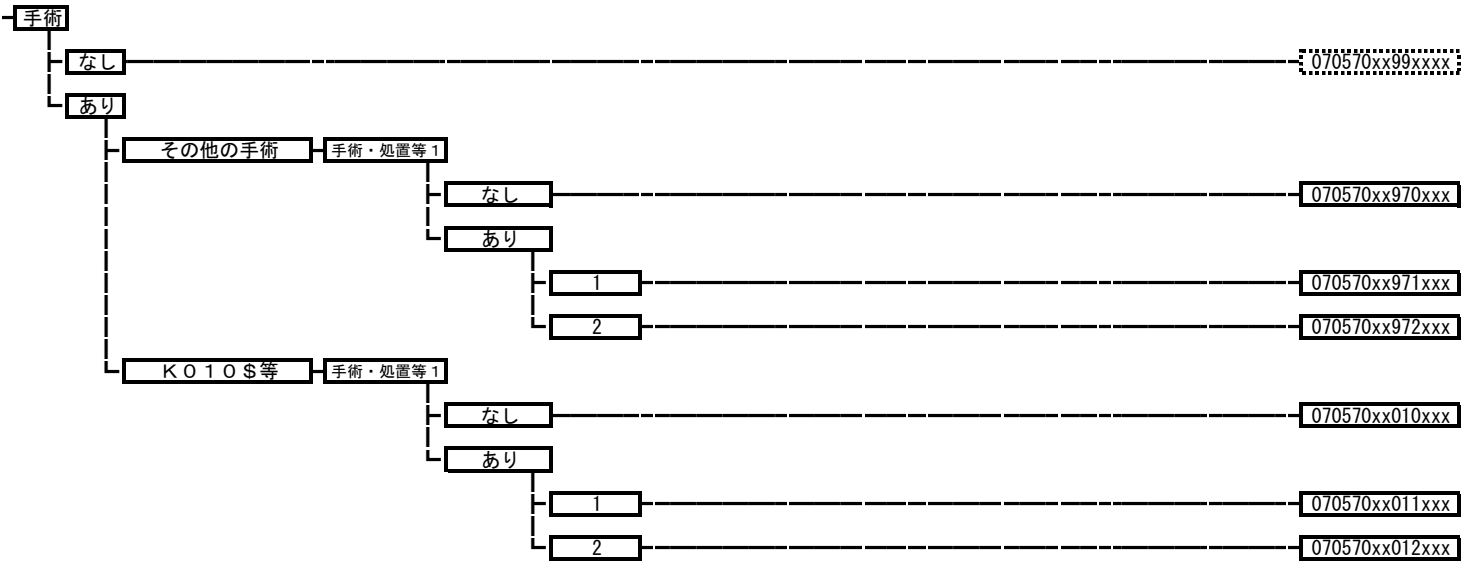 手術
なし 070570xx99xxxx
あり
その他の手術 手術・処置等１
なし 070570xx970xxx
あり
1 070570xx971xxx
2 070570xx972xxx
Ｋ０１０＄等 手術・処置等１
なし 070570xx010xxx
あり
1 070570xx011xxx
2 070570xx012xxx